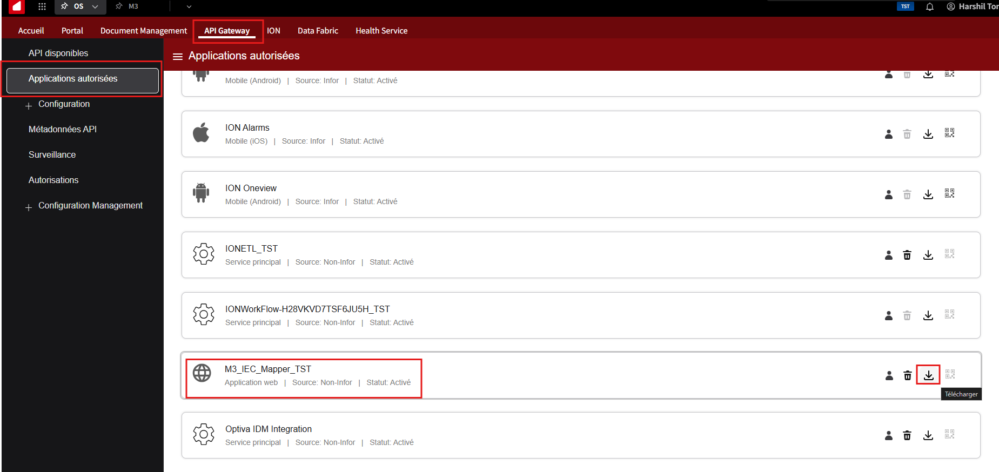 OS
M3
TST
Harshil Tor
Accueil
Portal
Document Management
API Gateway
ION
Data Fabric
Health Service
API disponibles
Applications autorisées
Configuration
Métadonnées API
Surveillance
Autorisations
Configuration Management
Applications autorisées
Mobile (Android) | Source: Infor | Statut: Activé
ION Alarms
Mobile (iOS) | Source: Infor | Statut: Activé
ION Oneview
Mobile (Android) | Source: Infor | Statut: Activé
IONETL_TST
Service principal | Source: Non-Infor | Statut: Activé
IONWorkFlow-H28VKVD7TSF6JU5H_TST
Service principal | Source: Non-Infor | Statut: Activé
M3_IEC_Mapper_TST
Application web | Source: Non-Infor | Statut: Activé
Télécharger
Optiva IDM Integration
Service principal | Source: Non-Infor | Statut: Activé